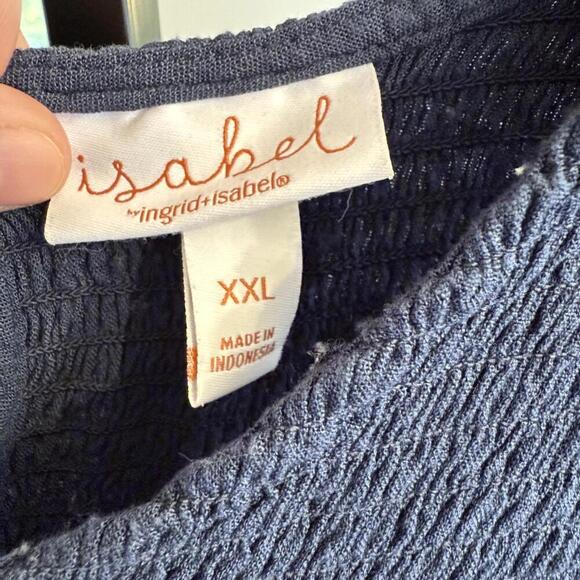 isabel
by ingrid+isabel®
XXL
MADE IN
INDONESIA